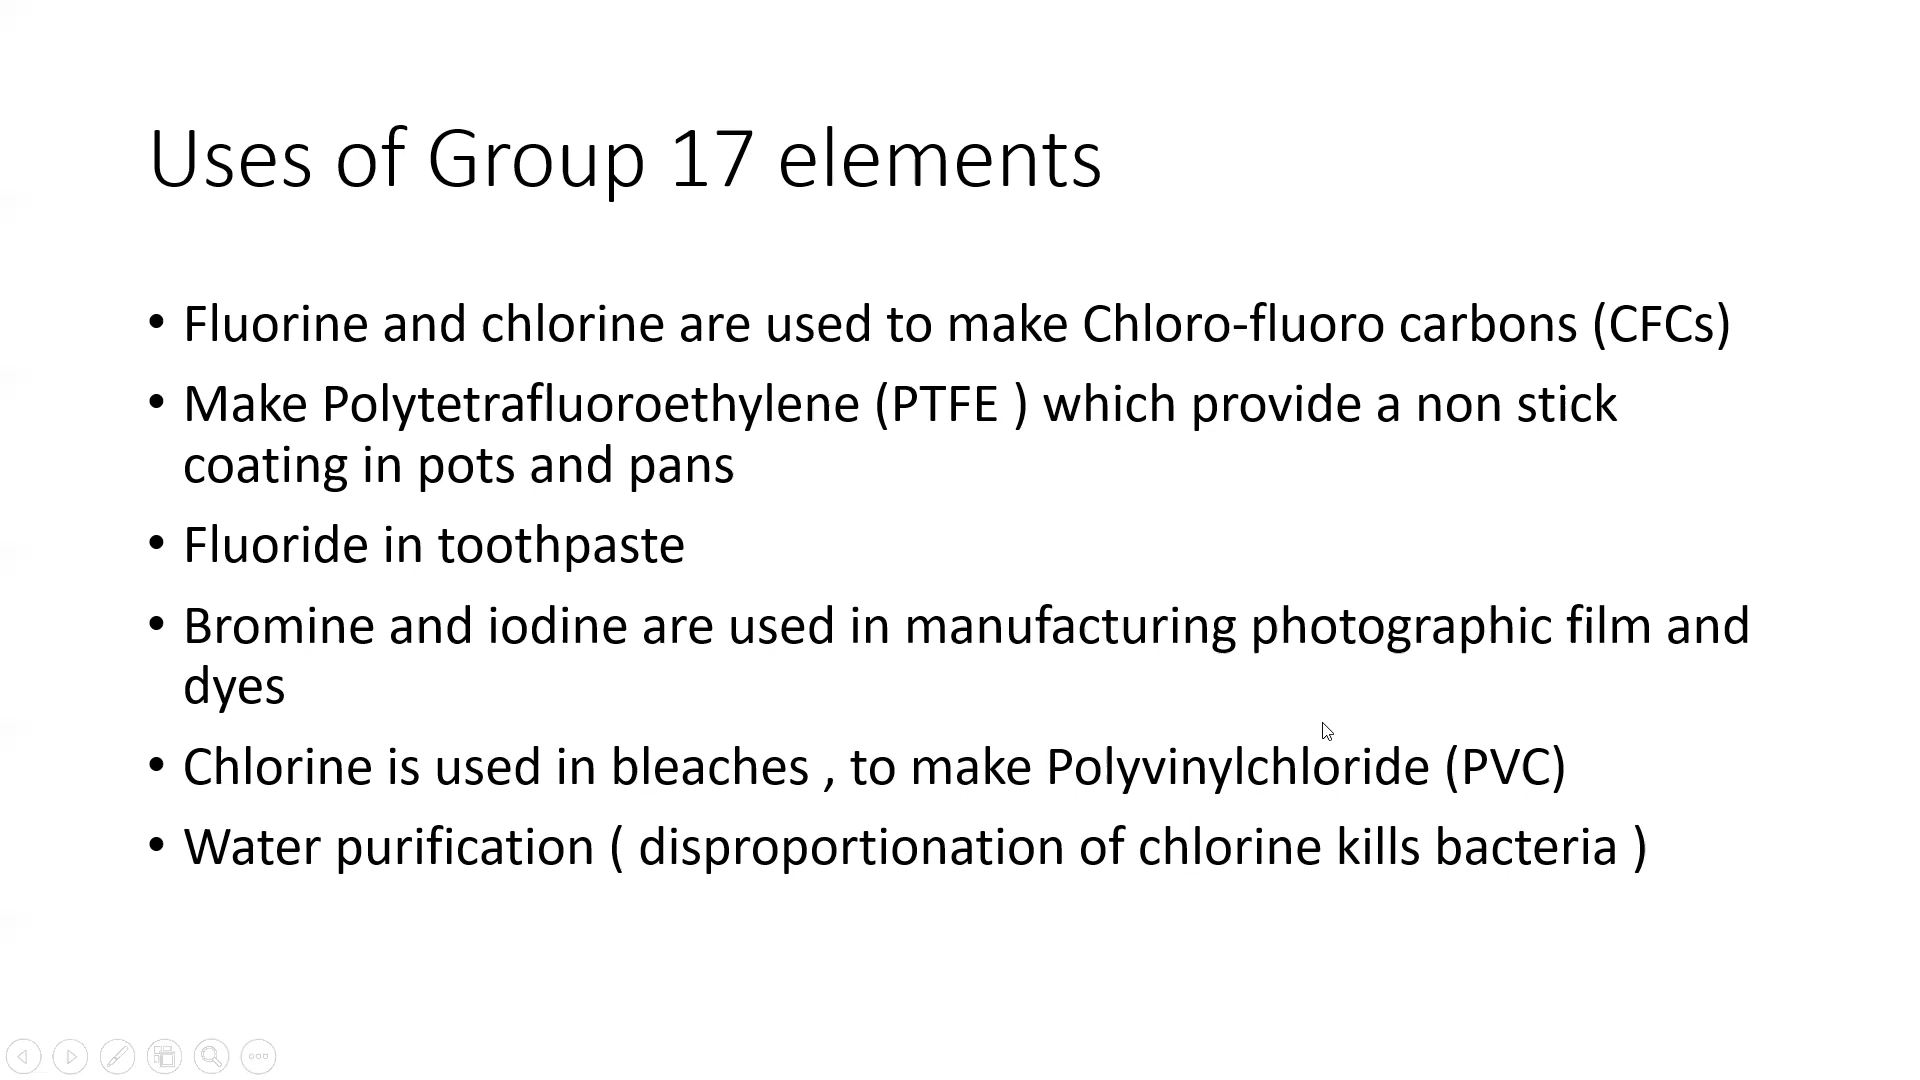 Uses of Group 17 elements
• Fluorine and chlorine are used to make Chloro-fluoro carbons (CFCs)
• Make Polytetrafluoroethylene (PTFE ) which provide a non stick
coating in pots and pans
• Fluoride in toothpaste
• Bromine and iodine are used in manufacturing photographic film and
dyes
• Chlorine is used in bleaches , to make Polyvinylchloride (PVC)
• Water purification ( disproportionation of chlorine kills bacteria )